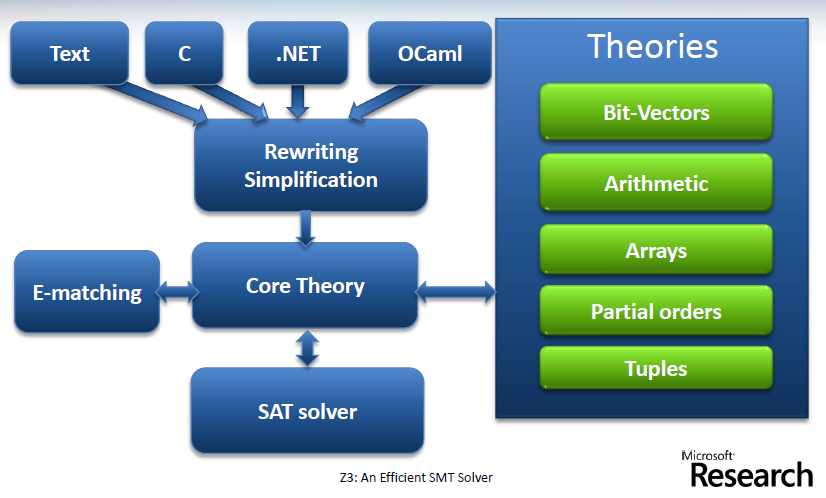 Text
C
.NET
OCaml
Rewriting
Simplification
E-matching
Core Theory
SAT solver
Theories
Bit-Vectors
Arithmetic
Arrays
Partial orders
Tuples
Z3: An Efficient SMT Solver
Microsoft
Research